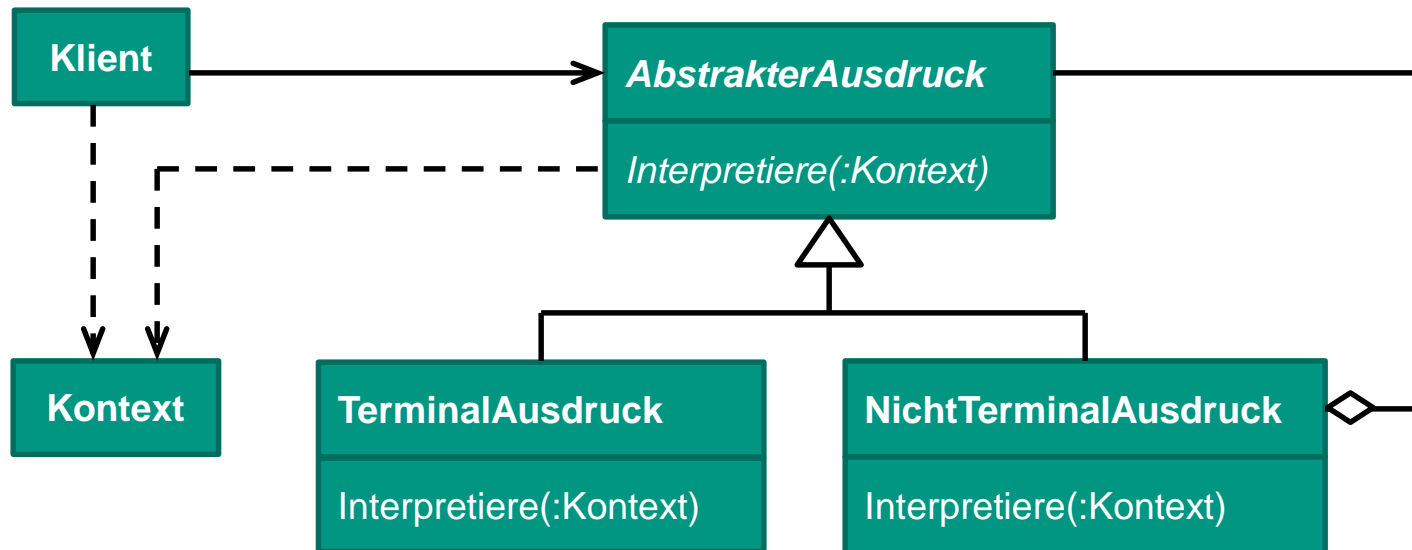 Klient
AbstrakterAusdruck
Interpretiere(:Kontext)
Kontext
TerminalAusdruck
Interpretiere(:Kontext)
NichtTerminalAusdruck
Interpretiere(:Kontext)